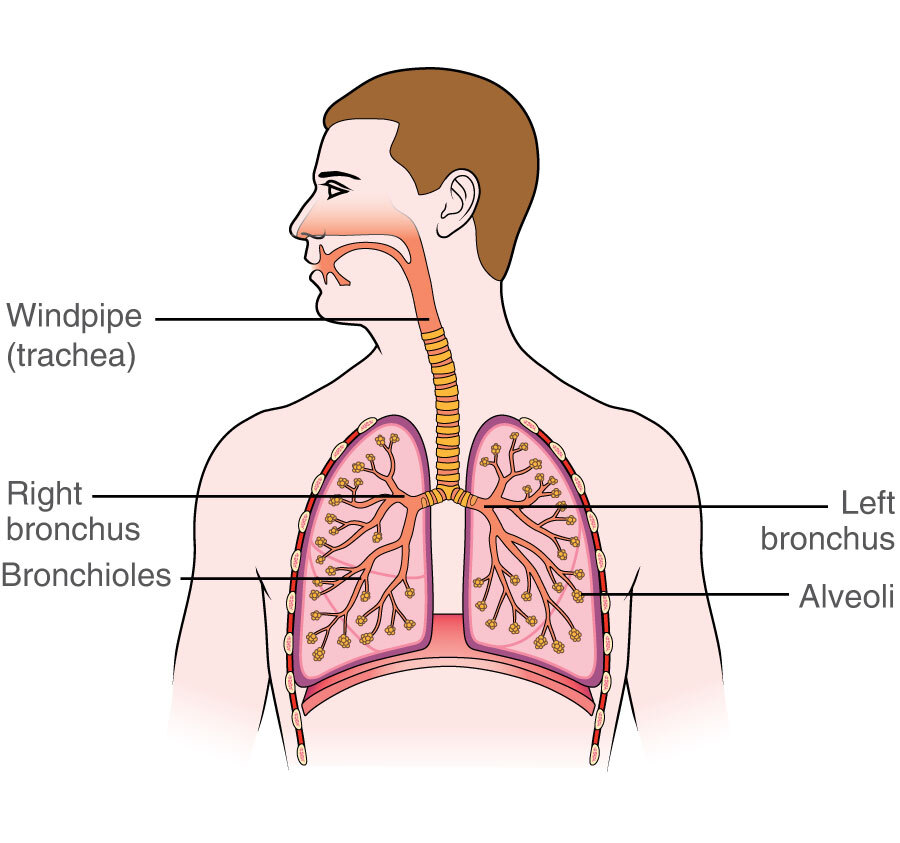 Windpipe
(trachea)
Right
bronchus
Bronchioles
Left
bronchus
Alveoli